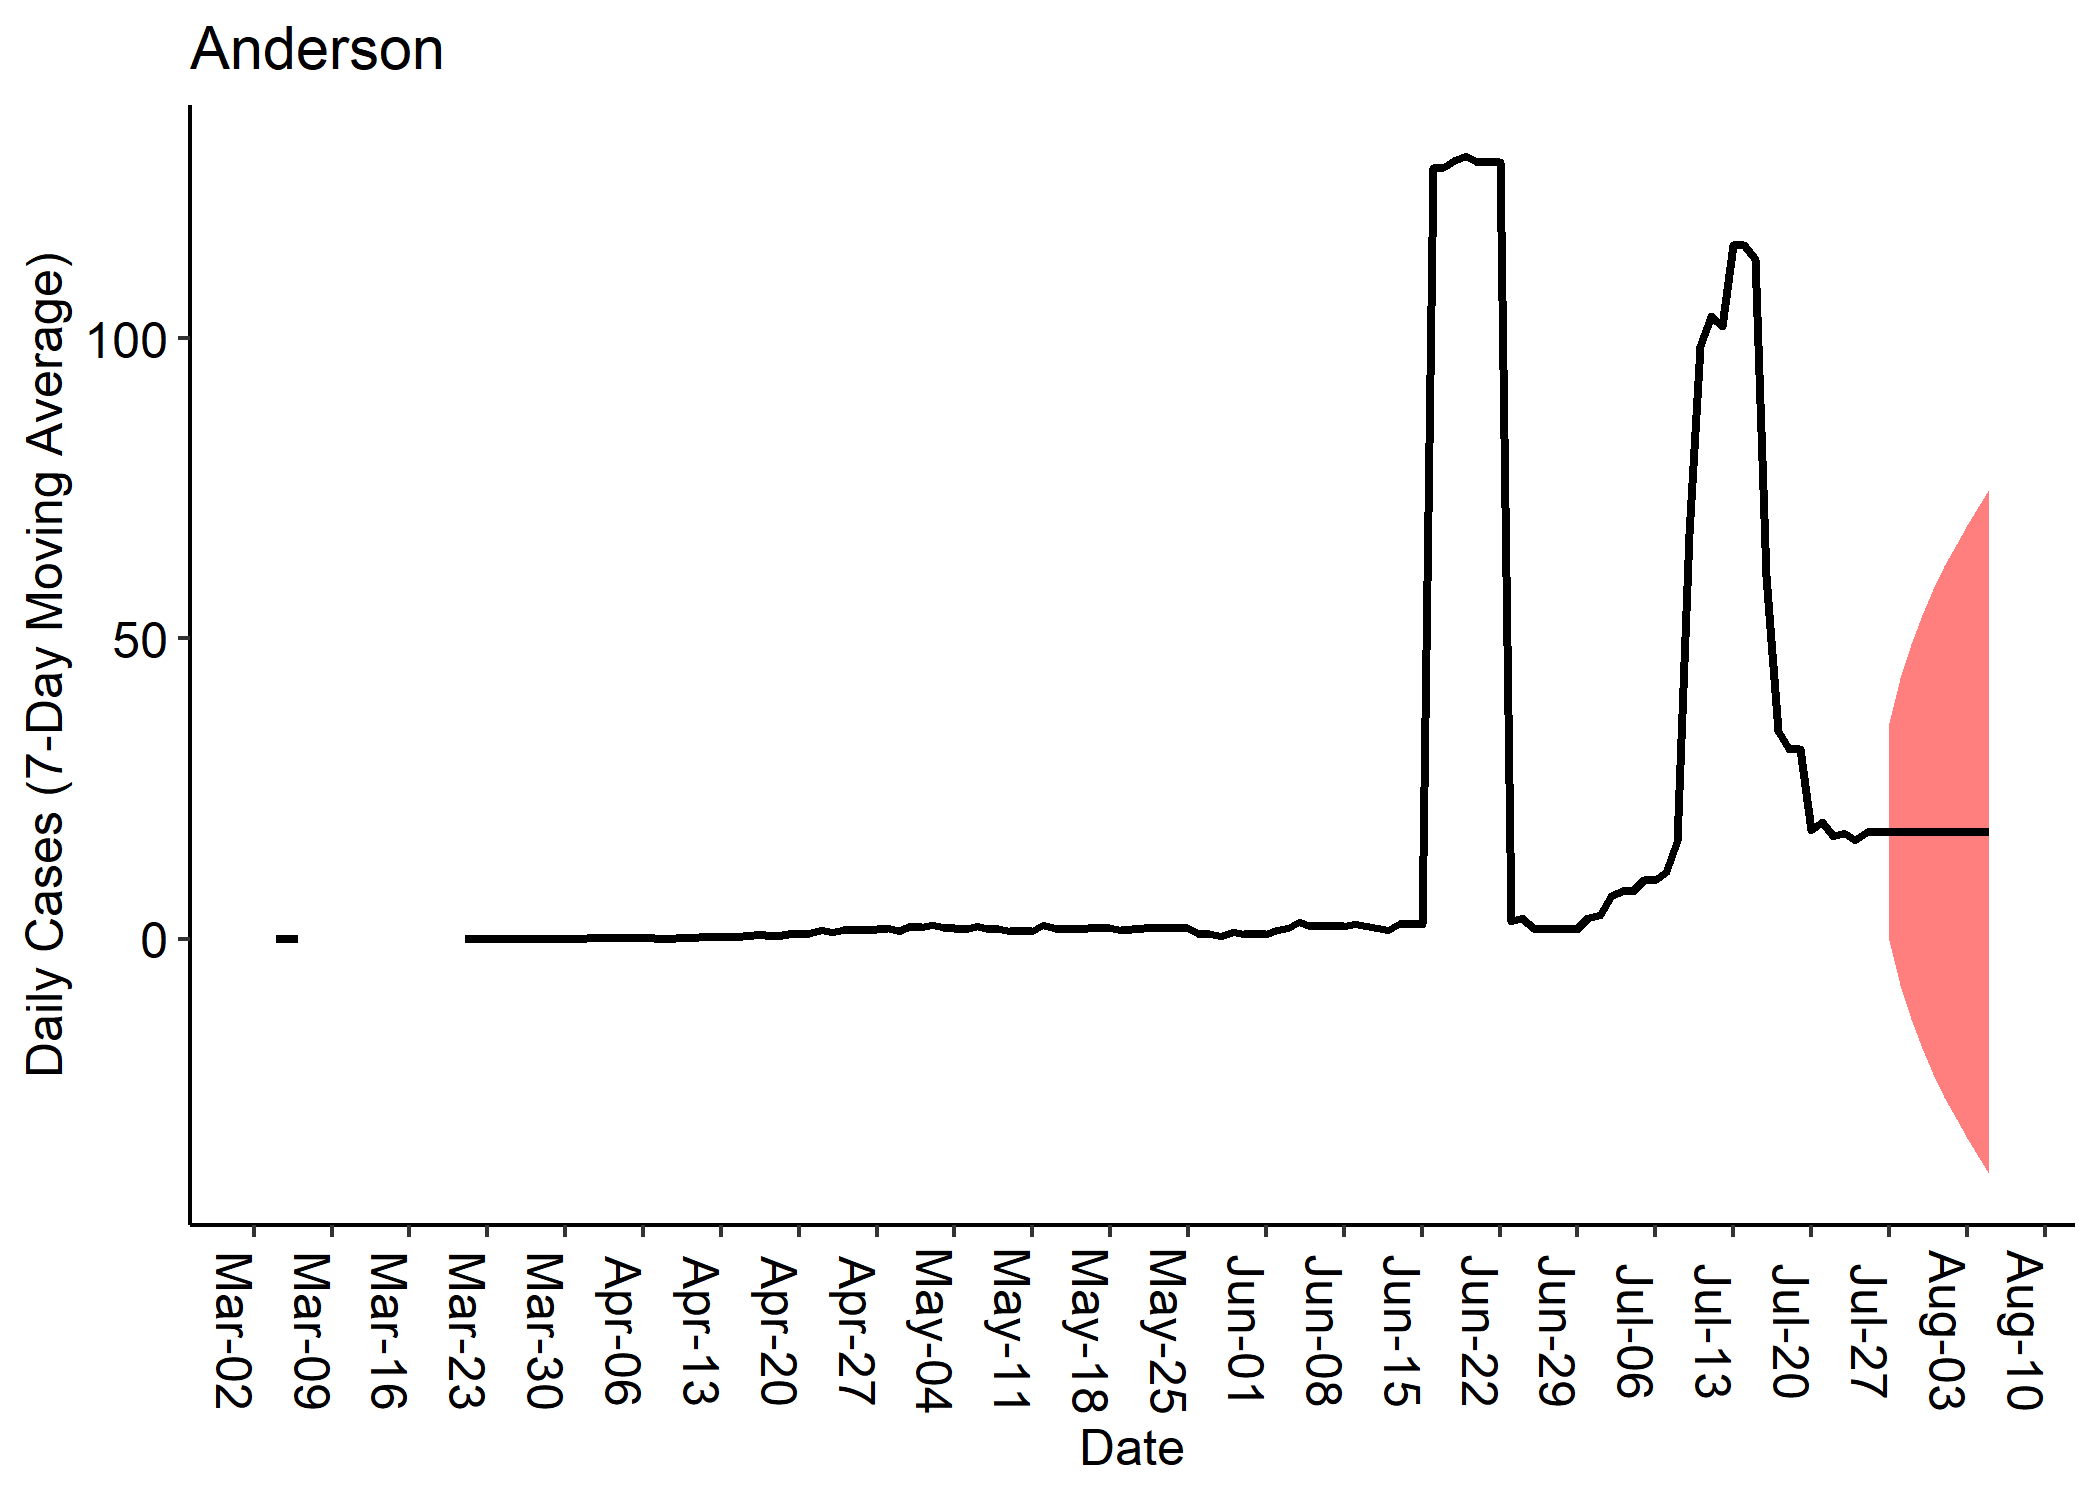 Anderson
Daily Cases (7-Day Moving Average)
100
50
0
Mar-02
Mar-09
Mar-16
Mar-23
Mar-30
Apr-06
Apr-13
Apr-20
Apr-27
May-04
May-11
May-18
May-25
Jun-01
Jun-08
Jun-15
Jun-22
Jun-29
Jul-06
Jul-13
Jul-20
Jul-27
Aug-03
Aug-10
Date